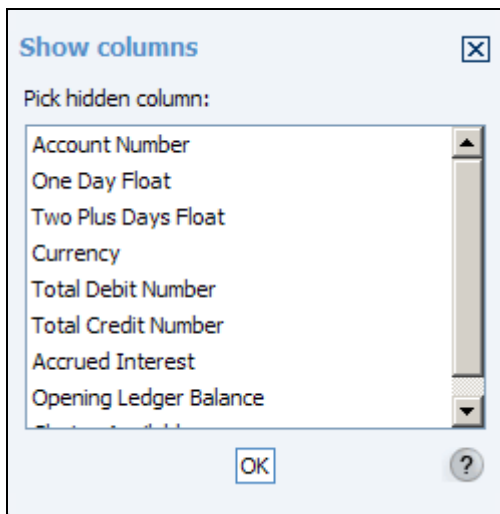 Show columns
Pick hidden column:
Account Number
One Day Float
Two Plus Days Float
Currency
Total Debit Number
Total Credit Number
Accrued Interest
Opening Ledger Balance
OK
?